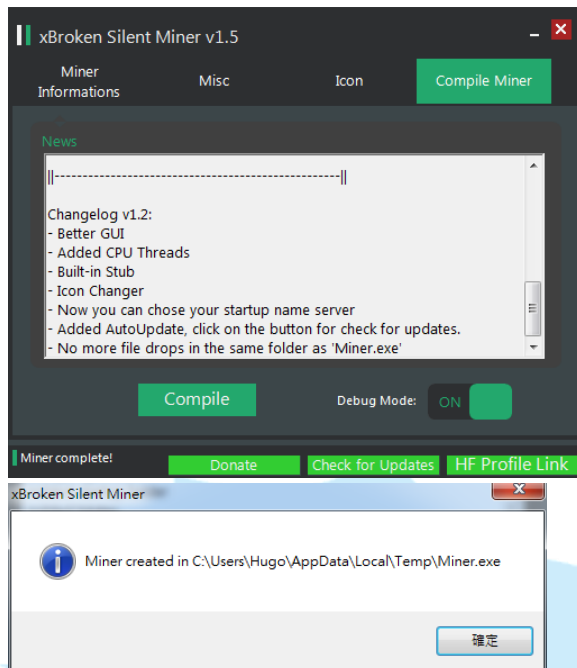 xBroken Silent Miner v1.5
Miner Informations
Misc
Icon
Compile Miner
News
||---------------------------------------------------||
Changelog v1.2:
- Better GUI
- Added CPU Threads
- Built-in Stub
- Icon Changer
- Now you can chose your startup name server
- Added AutoUpdate, click on the button for check for updates.
- No more file drops in the same folder as 'Miner.exe'
Compile
Debug Mode:
ON
Miner complete!
Donate
Check for Updates
HF Profile Link
xBroken Silent Miner
Miner created in C:\Users\Hugo\AppData\Local\Temp\Miner.exe
確定